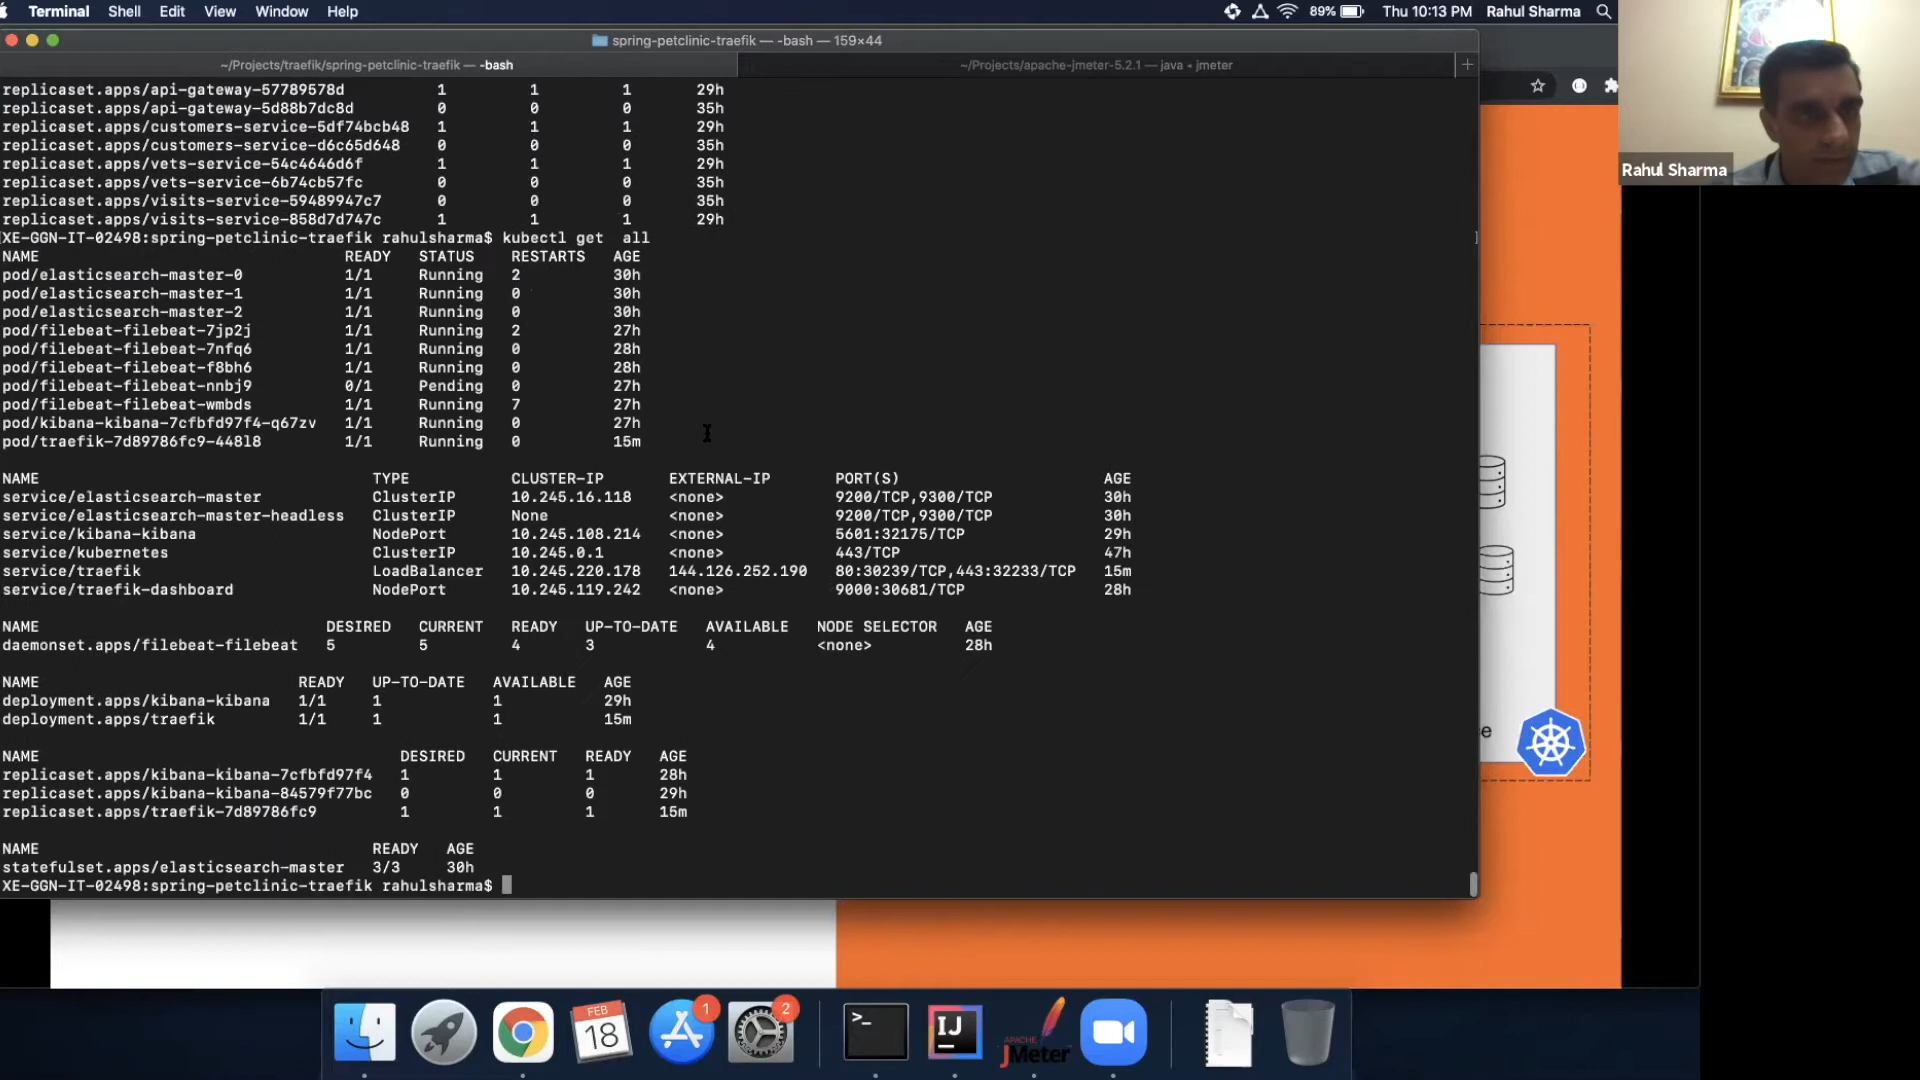 Terminal Shell Edit View Window Help 89% Thu 10:13 PM Rahul Sharma
spring-petclinic-traefik — -bash — 159×44
~/Projects/traefik/spring-petclinic-traefik — -bash ~/Projects/apache-jmeter-5.2.1 — java • jmeter +
replicaset.apps/api-gateway-57789578d 1 1 1 29h
replicaset.apps/api-gateway-5d88b7dc8d 0 0 0 35h
replicaset.apps/customers-service-5df74bcb48 1 1 1 29h
replicaset.apps/customers-service-d6c65d648 0 0 0 35h
replicaset.apps/vets-service-54c4646d6f 1 1 1 29h
replicaset.apps/vets-service-6b74cb57fc 0 0 0 35h
replicaset.apps/visits-service-59489947c7 0 0 0 35h
replicaset.apps/visits-service-858d7d747c 1 1 1 29h
[XE-GGN-IT-02498:spring-petclinic-traefik rahulsharma$ kubectl get  all ]
NAME READY STATUS RESTARTS AGE
pod/elasticsearch-master-0 1/1 Running 2 30h
pod/elasticsearch-master-1 1/1 Running 0 30h
pod/elasticsearch-master-2 1/1 Running 0 30h
pod/filebeat-filebeat-7jp2j 1/1 Running 2 27h
pod/filebeat-filebeat-7nfq6 1/1 Running 0 28h
pod/filebeat-filebeat-f8bh6 1/1 Running 0 28h
pod/filebeat-filebeat-nnbj9 0/1 Pending 0 27h
pod/filebeat-filebeat-wmbds 1/1 Running 7 27h
pod/kibana-kibana-7cfbfd97f4-q67zv 1/1 Running 0 27h
pod/traefik-7d89786fc9-448l8 1/1 Running 0 15m
NAME TYPE CLUSTER-IP EXTERNAL-IP PORT(S) AGE
service/elasticsearch-master ClusterIP 10.245.16.118 <none> 9200/TCP,9300/TCP 30h
service/elasticsearch-master-headless ClusterIP None <none> 9200/TCP,9300/TCP 30h
service/kibana-kibana NodePort 10.245.108.214 <none> 5601:32175/TCP 29h
service/kubernetes ClusterIP 10.245.0.1 <none> 443/TCP 47h
service/traefik LoadBalancer 10.245.220.178 144.126.252.190 80:30239/TCP,443:32233/TCP 15m
service/traefik-dashboard NodePort 10.245.119.242 <none> 9000:30681/TCP 28h
NAME DESIRED CURRENT READY UP-TO-DATE AVAILABLE NODE SELECTOR AGE
daemonset.apps/filebeat-filebeat 5 5 4 3 4 <none> 28h
NAME READY UP-TO-DATE AVAILABLE AGE
deployment.apps/kibana-kibana 1/1 1 1 29h
deployment.apps/traefik 1/1 1 1 15m
NAME DESIRED CURRENT READY AGE
replicaset.apps/kibana-kibana-7cfbfd97f4 1 1 1 28h
replicaset.apps/kibana-kibana-84579f77bc 0 0 0 29h
replicaset.apps/traefik-7d89786fc9 1 1 1 15m
NAME READY AGE
statefulset.apps/elasticsearch-master 3/3 30h
XE-GGN-IT-02498:spring-petclinic-traefik rahulsharma$
Rahul Sharma
e
FEB
18
1
2
>_
IJ
APACHE
JMeter